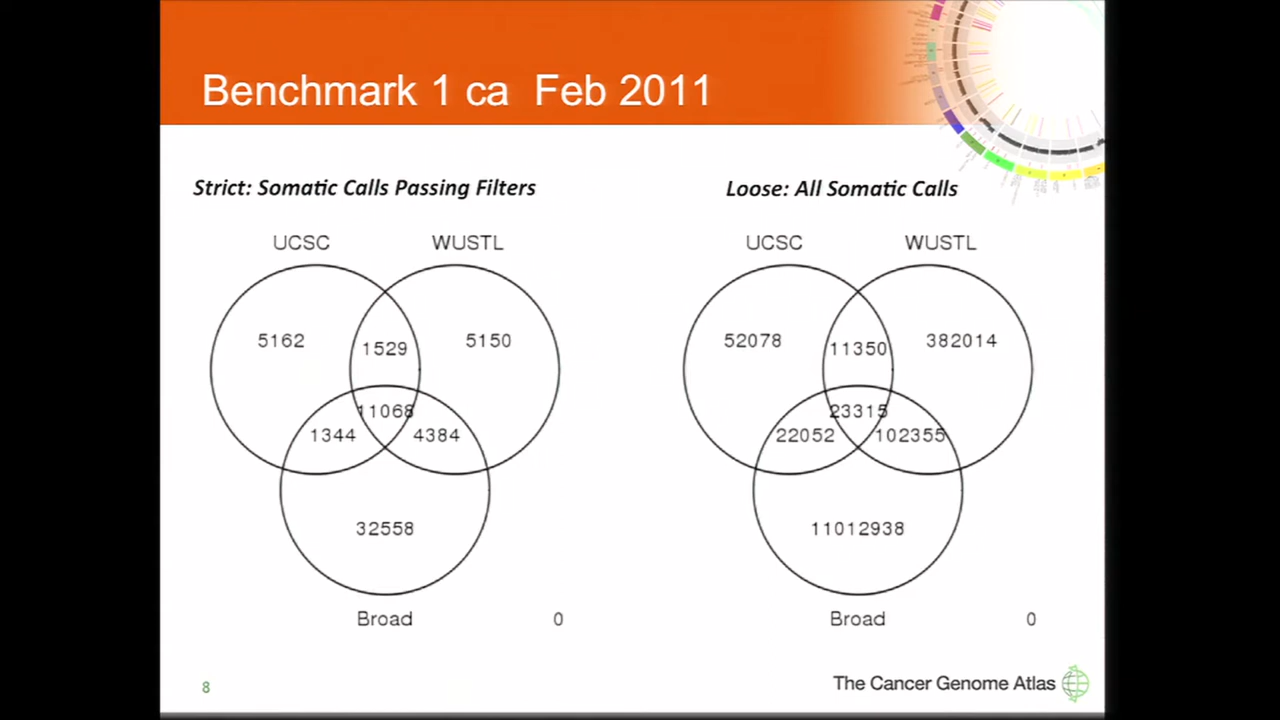 Benchmark 1 ca Feb 2011
Strict: Somatic Calls Passing Filters
UCSC WUSTL
5162 1529 5150
11068
1344 4384
32558
Broad 0
Loose: All Somatic Calls
UCSC WUSTL
52078 11350 382014
23315
22052 102355
11012938
Broad 0
8
The Cancer Genome Atlas